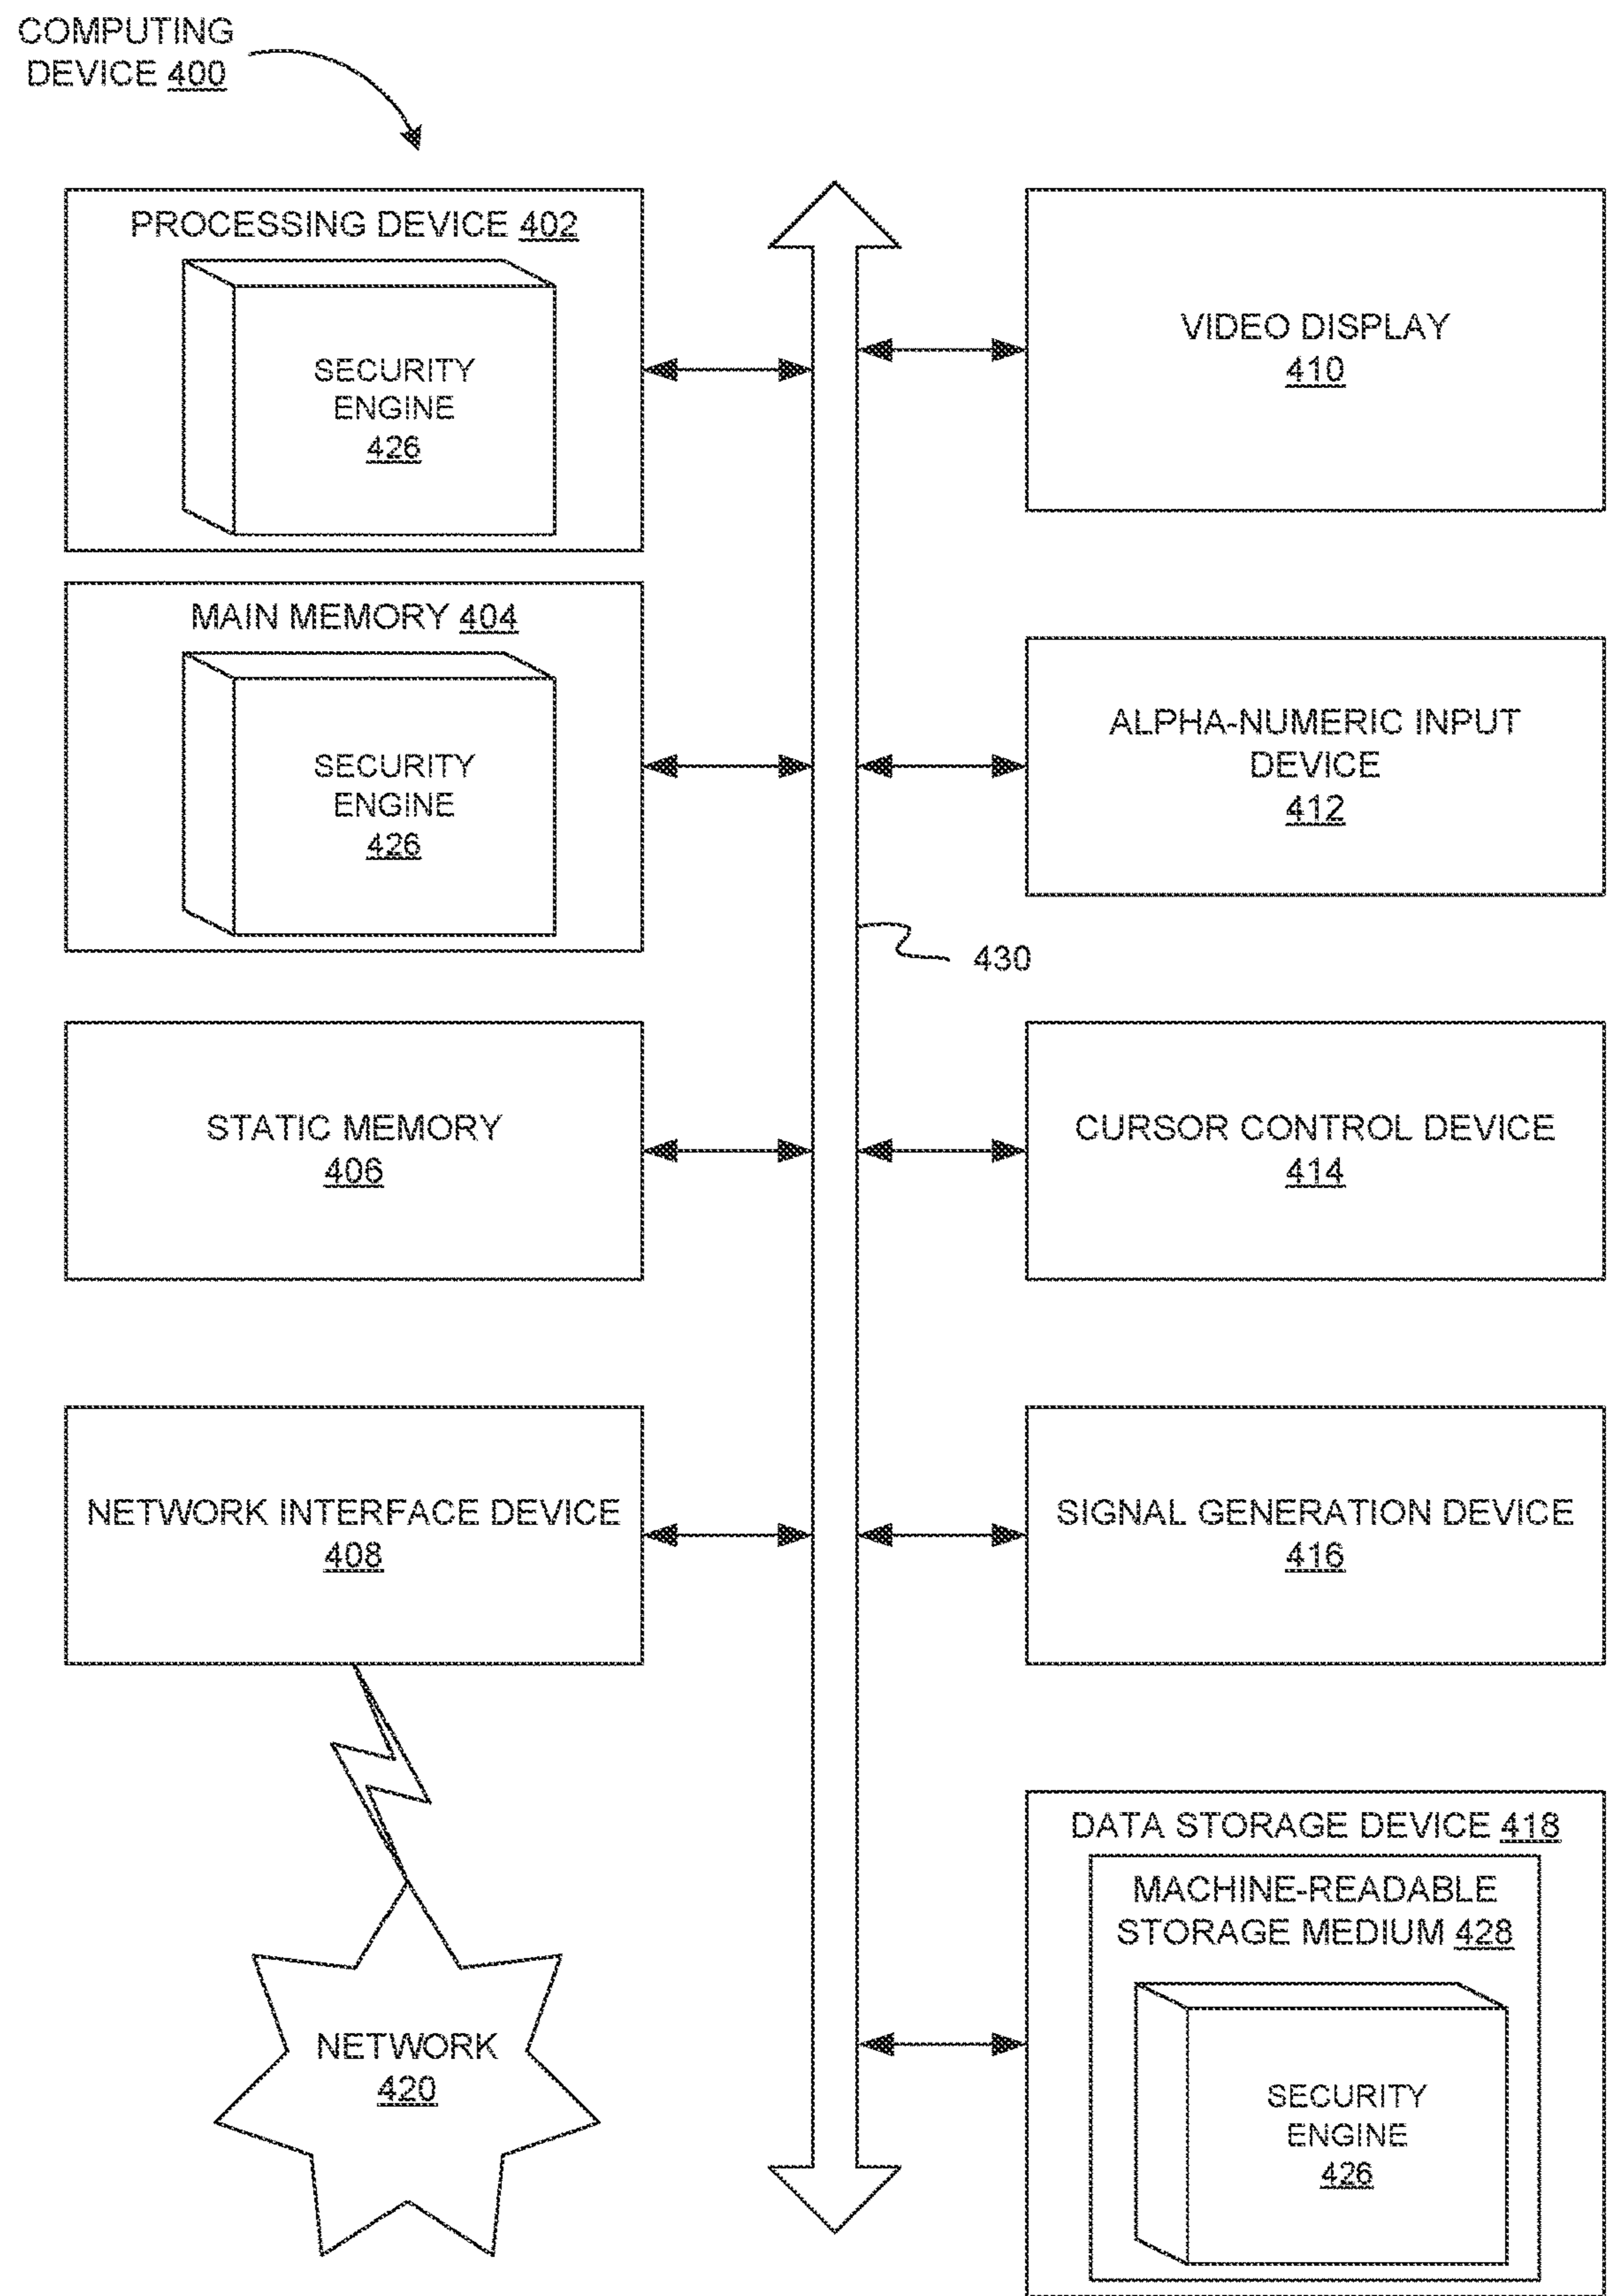 COMPUTING
DEVICE 400
PROCESSING DEVICE 402
SECURITY
ENGINE
426
MAIN MEMORY 404
SECURITY
ENGINE
426
STATIC MEMORY
406
NETWORK INTERFACE DEVICE
408
NETWORK
420
VIDEO DISPLAY
410
ALPHA-NUMERIC INPUT
DEVICE
412
430
CURSOR CONTROL DEVICE
414
SIGNAL GENERATION DEVICE
416
DATA STORAGE DEVICE 418
MACHINE-READABLE
STORAGE MEDIUM 428
SECURITY
ENGINE
426